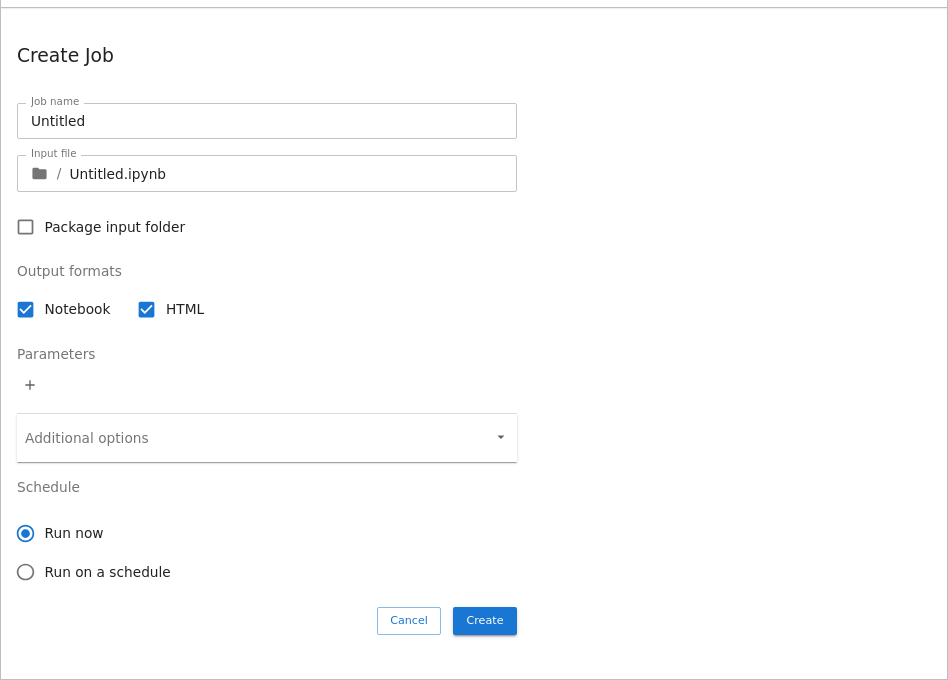 Create Job
Job name
Untitled
Input file
/ Untitled.ipynb
Package input folder
Output formats
Notebook HTML
Parameters
+
Additional options
Schedule
Run now
Run on a schedule
Cancel Create